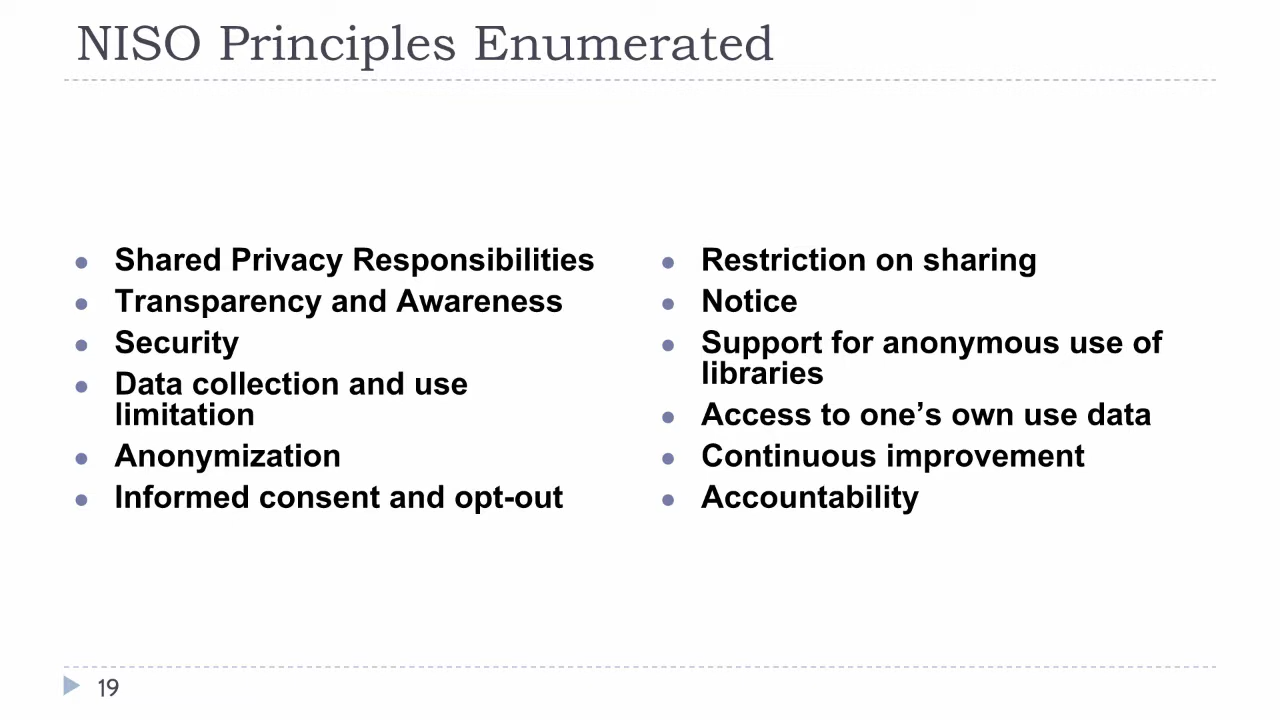 NISO Principles Enumerated
● Shared Privacy Responsibilities
● Transparency and Awareness
● Security
● Data collection and use
limitation
● Anonymization
● Informed consent and opt-out
● Restriction on sharing
● Notice
● Support for anonymous use of
libraries
● Access to one’s own use data
● Continuous improvement
● Accountability
19